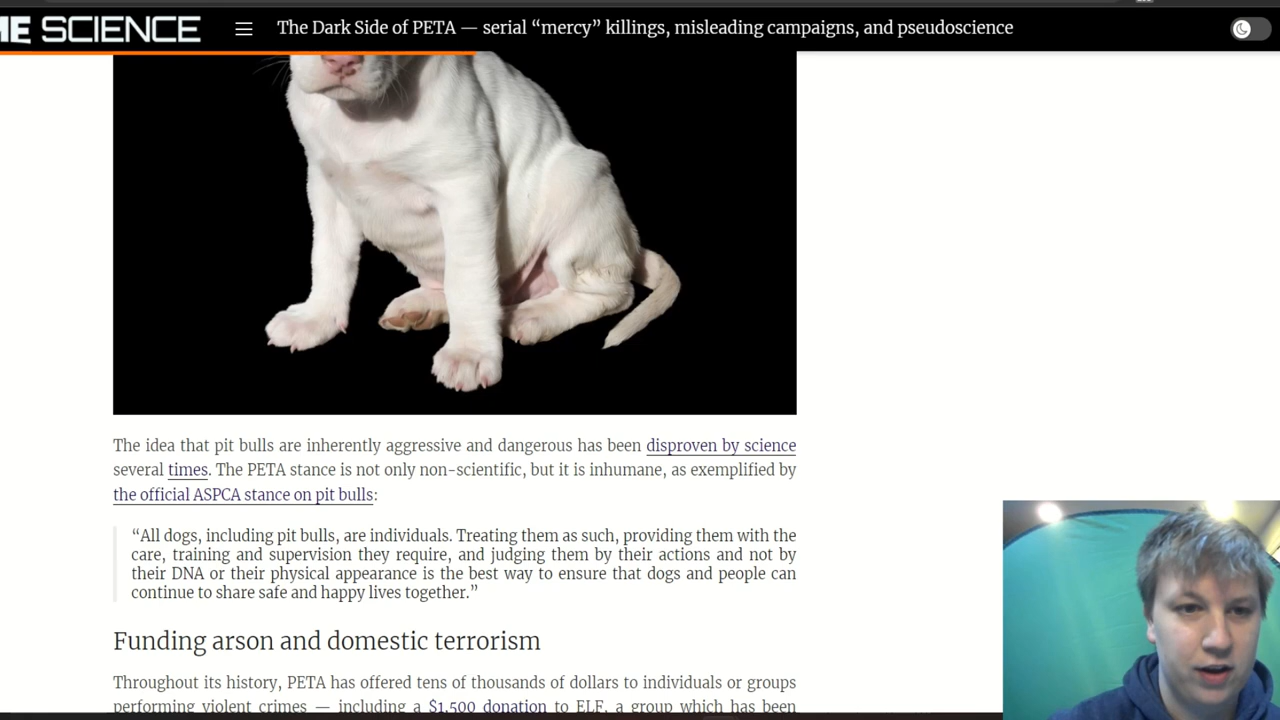 ME SCIENCE
The Dark Side of PETA — serial “mercy” killings, misleading campaigns, and pseudoscience
The idea that pit bulls are inherently aggressive and dangerous has been disproven by science
several times. The PETA stance is not only non-scientific, but it is inhumane, as exemplified by
the official ASPCA stance on pit bulls:
“All dogs, including pit bulls, are individuals. Treating them as such, providing them with the
care, training and supervision they require, and judging them by their actions and not by
their DNA or their physical appearance is the best way to ensure that dogs and people can
continue to share safe and happy lives together.”
Funding arson and domestic terrorism
Throughout its history, PETA has offered tens of thousands of dollars to individuals or groups
performing violent crimes — including a $1,500 donation to ELF, a group which has been